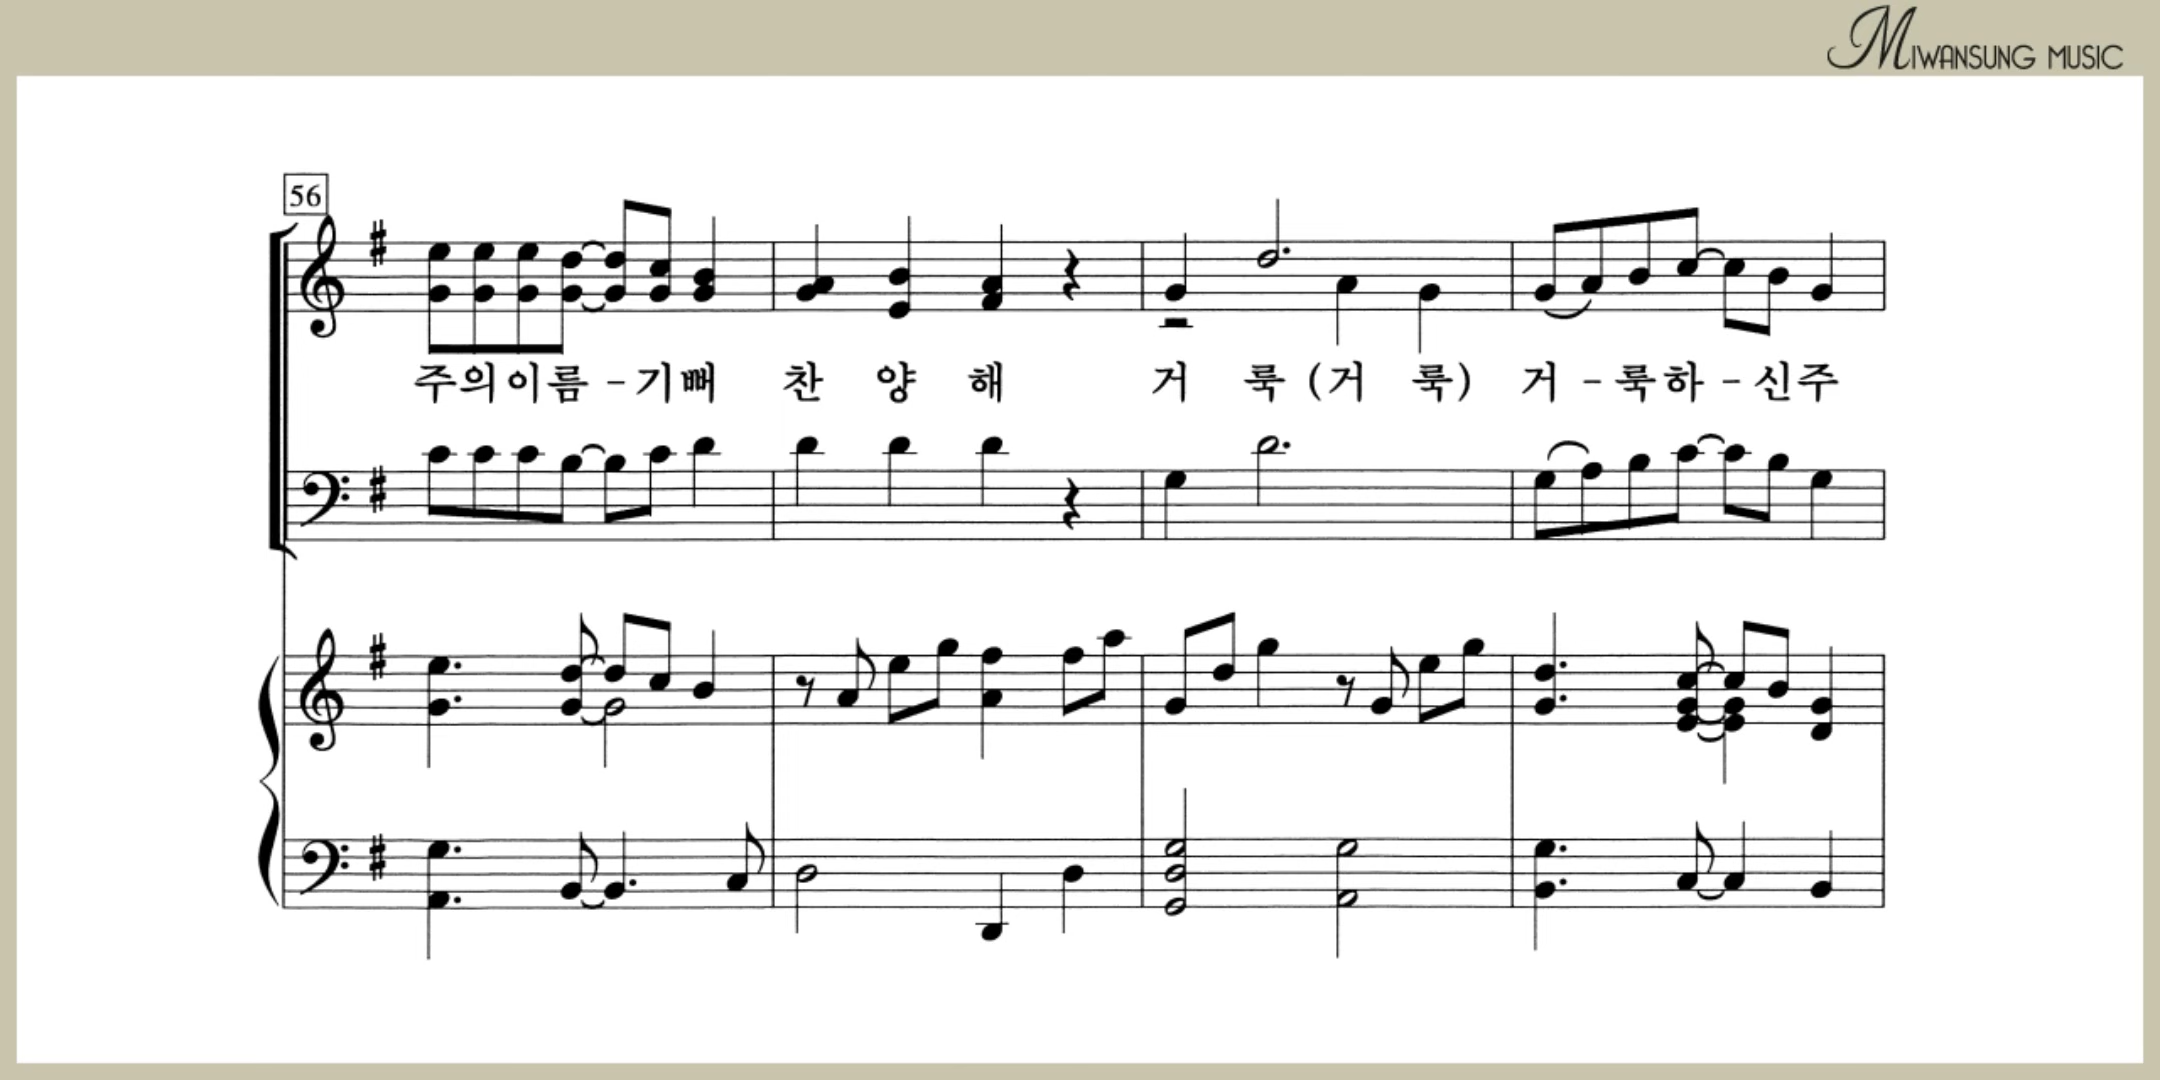 MIWANSUNG MUSIC
56
주의이름-기뻐 찬 양 해 거 룩 (거 룩) 거-룩하-신주